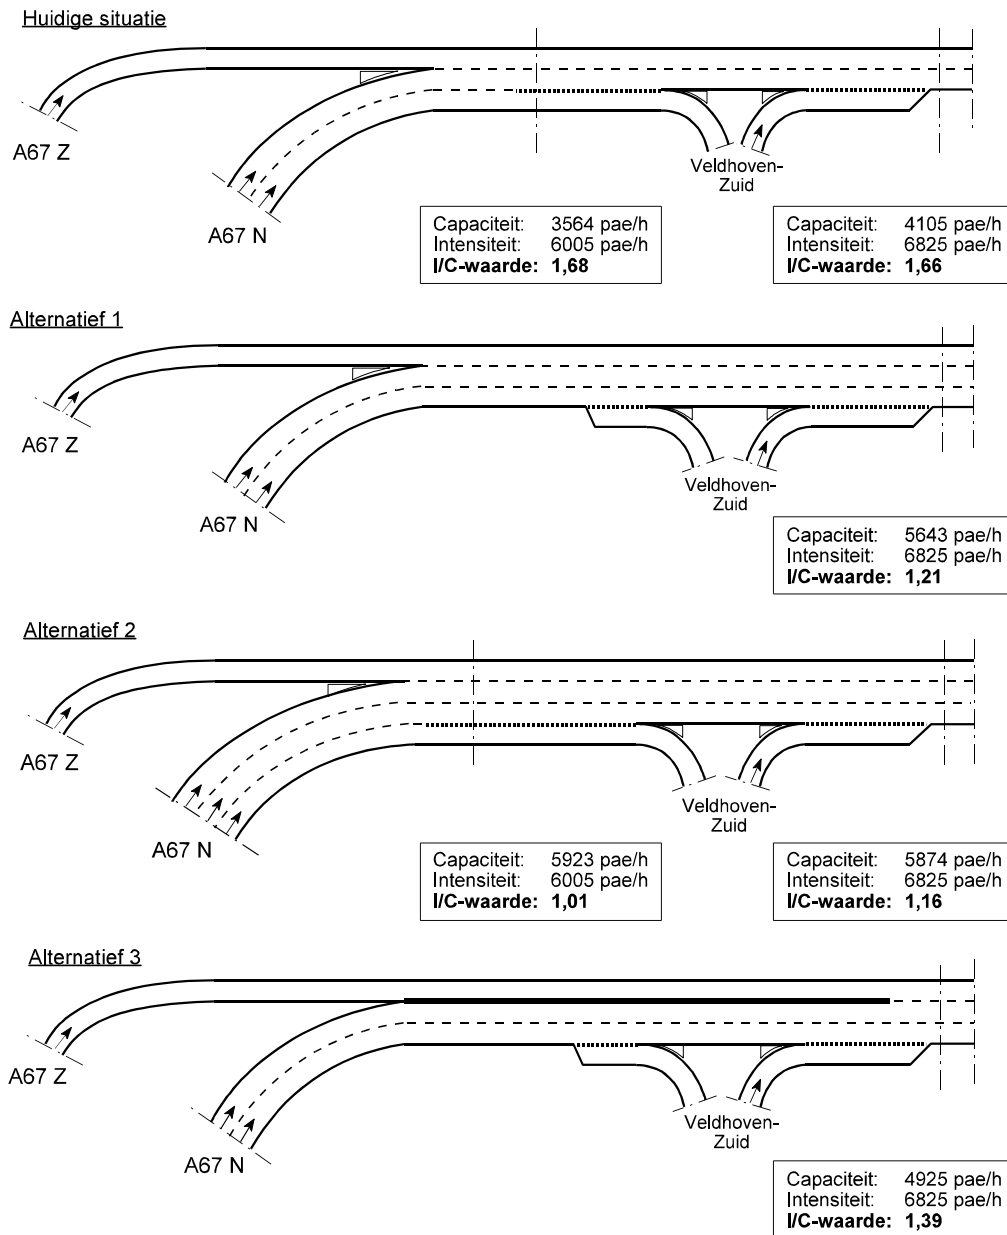 Huidige situatie
A67 Z
A67 N
Veldhoven-
Zuid
Capaciteit: 3564 pae/h
Intensiteit: 6005 pae/h
I/C-waarde: 1,68
Capaciteit: 4105 pae/h
Intensiteit: 6825 pae/h
I/C-waarde: 1,66
Alternatief 1
A67 Z
A67 N
Veldhoven-
Zuid
Capaciteit: 5643 pae/h
Intensiteit: 6825 pae/h
I/C-waarde: 1,21
Alternatief 2
A67 Z
A67 N
Veldhoven-
Zuid
Capaciteit: 5923 pae/h
Intensiteit: 6005 pae/h
I/C-waarde: 1,01
Capaciteit: 5874 pae/h
Intensiteit: 6825 pae/h
I/C-waarde: 1,16
Alternatief 3
A67 Z
A67 N
Veldhoven-
Zuid
Capaciteit: 4925 pae/h
Intensiteit: 6825 pae/h
I/C-waarde: 1,39